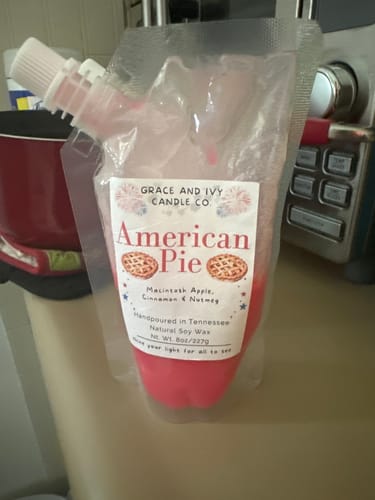 GRACE AND IVY
CANDLE CO.
American
Pie
Macintosh Apple,
Cinnamon & Nutmeg
Handpoured in Tennessee
Natural Soy Wax
Nt. Wt. 8oz/227g
your light for all to see